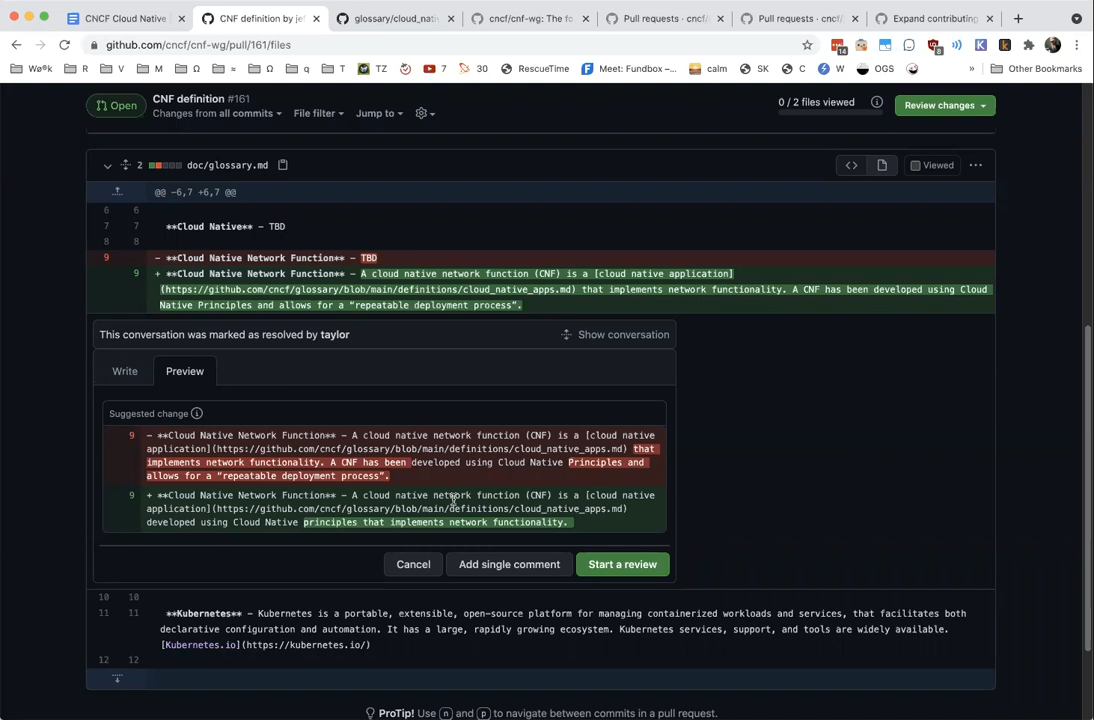 CNCF Cloud Native
CNF definition by je
glossary/cloud_nati
cncf/cnf-wg: The fo
Pull requests · cncf
Pull requests · cncf
Expand contributing
github.com/cncf/cnf-wg/pull/161/files
14
8
Wø®k
R
V
M
Ω
≈
Ω
q
T
TZ
7
30
RescueTime
Meet: Fundbox –...
calm
SK
C
W
OGS
»
Other Bookmarks
Open
CNF definition #161
Changes from all commits
File filter
Jump to
0 / 2 files viewed
Review changes
2 doc/glossary.md
Viewed
@@ -6,7 +6,7 @@
6 6
7 7 **Cloud Native** - TBD
8 8
9 - **Cloud Native Network Function** - TBD
9 + **Cloud Native Network Function** - A cloud native network function (CNF) is a [cloud native application]
(https://github.com/cncf/glossary/blob/main/definitions/cloud_native_apps.md) that implements network functionality. A CNF has been developed using Cloud
Native Principles and allows for a “repeatable deployment process”.
This conversation was marked as resolved by taylor
Show conversation
Write
Preview
Suggested change
9 - **Cloud Native Network Function** - A cloud native network function (CNF) is a [cloud native
application](https://github.com/cncf/glossary/blob/main/definitions/cloud_native_apps.md) that
implements network functionality. A CNF has been developed using Cloud Native Principles and
allows for a “repeatable deployment process”.
9 + **Cloud Native Network Function** - A cloud native network function (CNF) is a [cloud native
application](https://github.com/cncf/glossary/blob/main/definitions/cloud_native_apps.md)
developed using Cloud Native principles that implements network functionality.
Cancel
Add single comment
Start a review
10 10
11 11 **Kubernetes** - Kubernetes is a portable, extensible, open-source platform for managing containerized workloads and services, that facilitates both
declarative configuration and automation. It has a large, rapidly growing ecosystem. Kubernetes services, support, and tools are widely available.
[Kubernetes.io](https://kubernetes.io/)
12 12
ProTip! Use n and p to navigate between commits in a pull request.